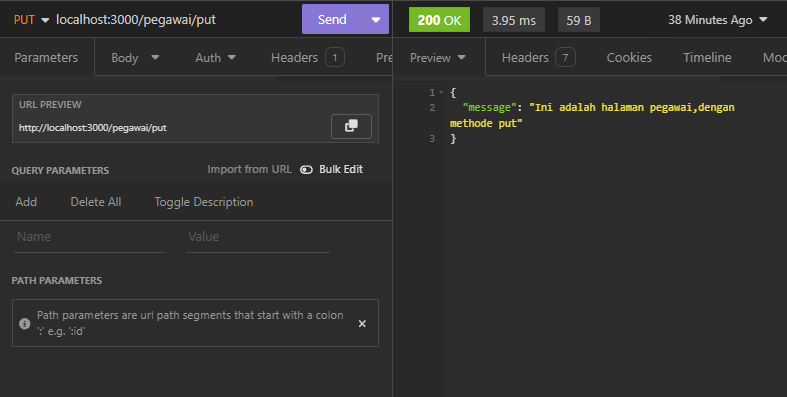 PUT localhost:3000/pegawai/put Send
Parameters Body Auth Headers 1 Pre
URL PREVIEW
http://localhost:3000/pegawai/put
QUERY PARAMETERS Import from URL Bulk Edit
Add Delete All Toggle Description
Name Value
PATH PARAMETERS
Path parameters are url path segments that start with a colon
':' e.g. ':id'
200 OK 3.95 ms 59 B 38 Minutes Ago
Preview Headers 7 Cookies Timeline Moc
1 {
2 "message": "Ini adalah halaman pegawai,dengan
methode put"
3 }